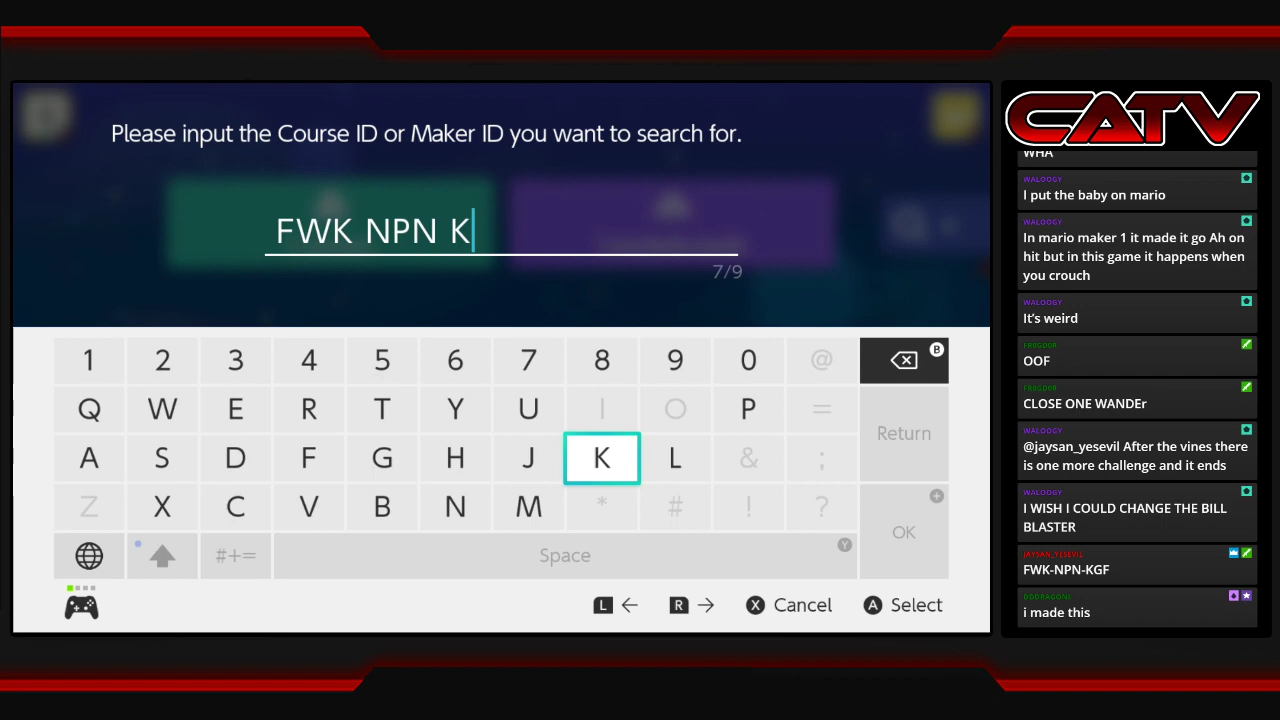 Please input the Course ID or Maker ID you want to search for.
FWK NPN K
7/9
1 2 3 4 5 6 7 8 9 0 @ B
Q W E R T Y U I O P =
Return
A S D F G H J K L & ;
Z X C V B N M * # ! ? +
OK
#+= Space Y
L ← R → X Cancel A Select
CATV
WHA
WALOOGY
I put the baby on mario
WALOOGY
In mario maker 1 it made it go Ah on
hit but in this game it happens when
you crouch
WALOOGY
It's weird
FR0GD0R
OOF
FR0GD0R
CLOSE ONE WANDEr
WALOOGY
@jaysan_yesevil After the vines there
is one more challenge and it ends
WALOOGY
I WISH I COULD CHANGE THE BILL
BLASTER
JAYSAN_YESEVIL
FWK-NPN-KGF
i made this